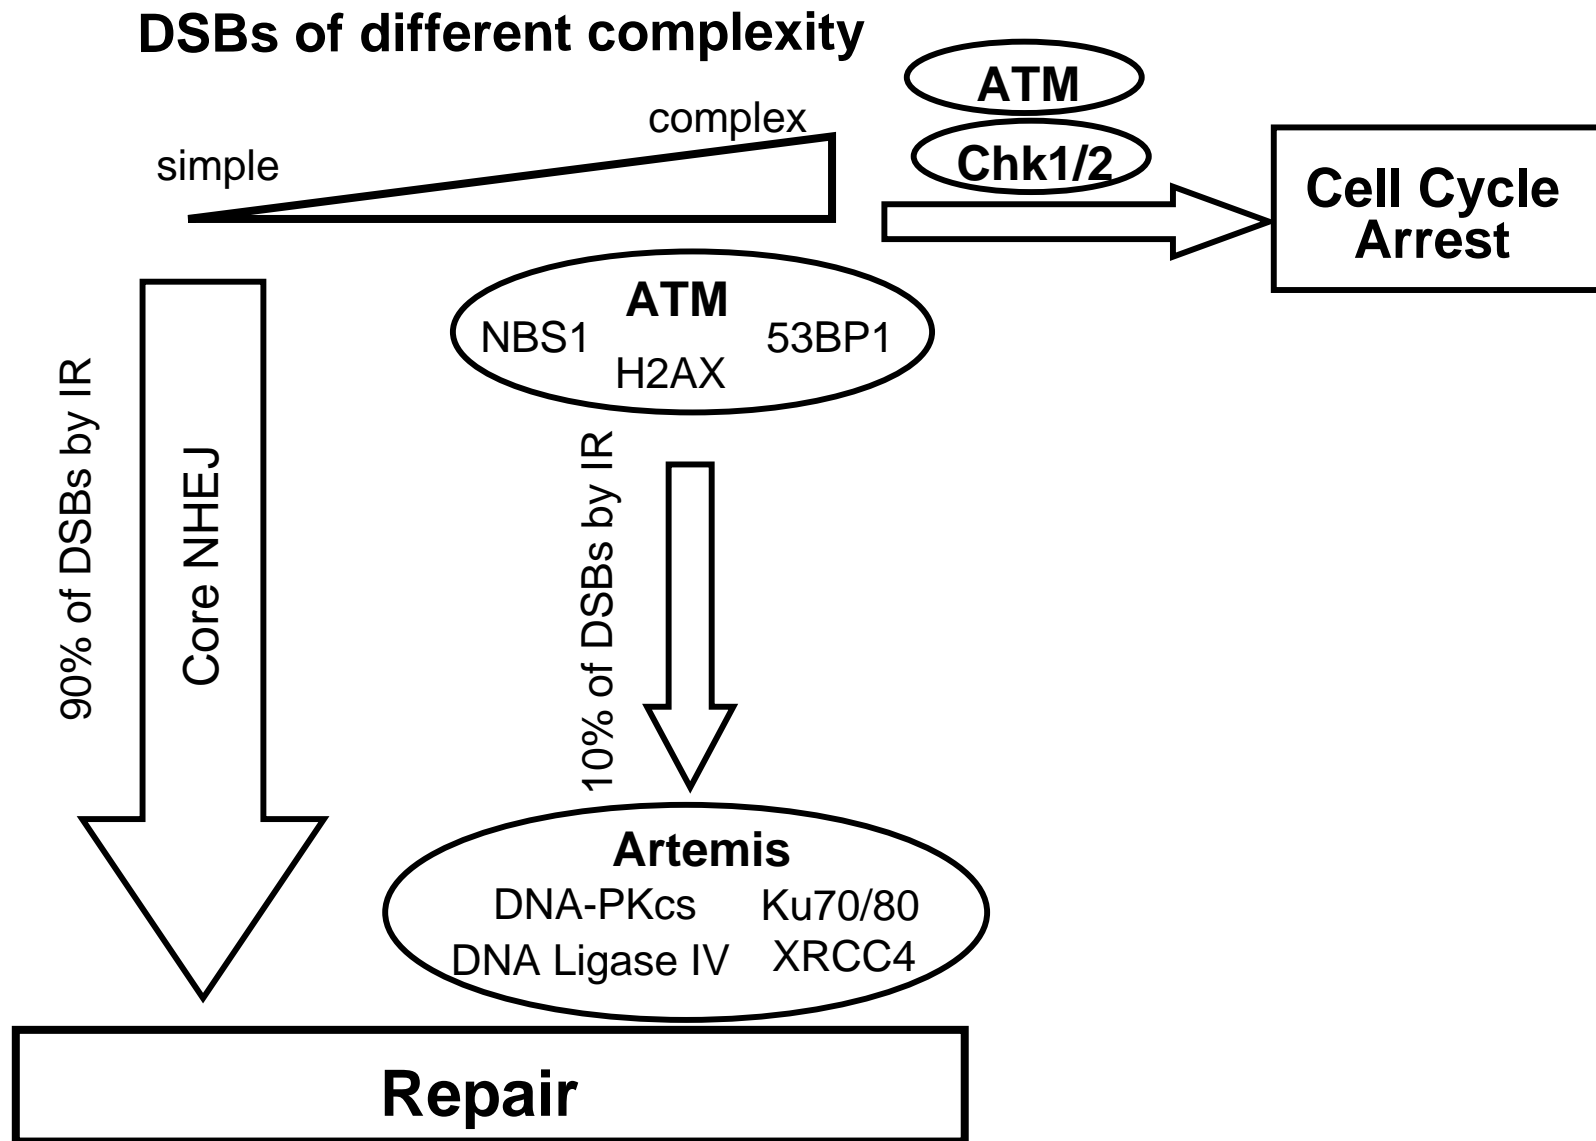 DSBs of different complexity
simple
complex
ATM
Chk1/2
Cell Cycle
Arrest
ATM
NBS1
53BP1
H2AX
90% of DSBs by IR
Core NHEJ
10% of DSBs by IR
Artemis
DNA-PKcs
Ku70/80
DNA Ligase IV
XRCC4
Repair